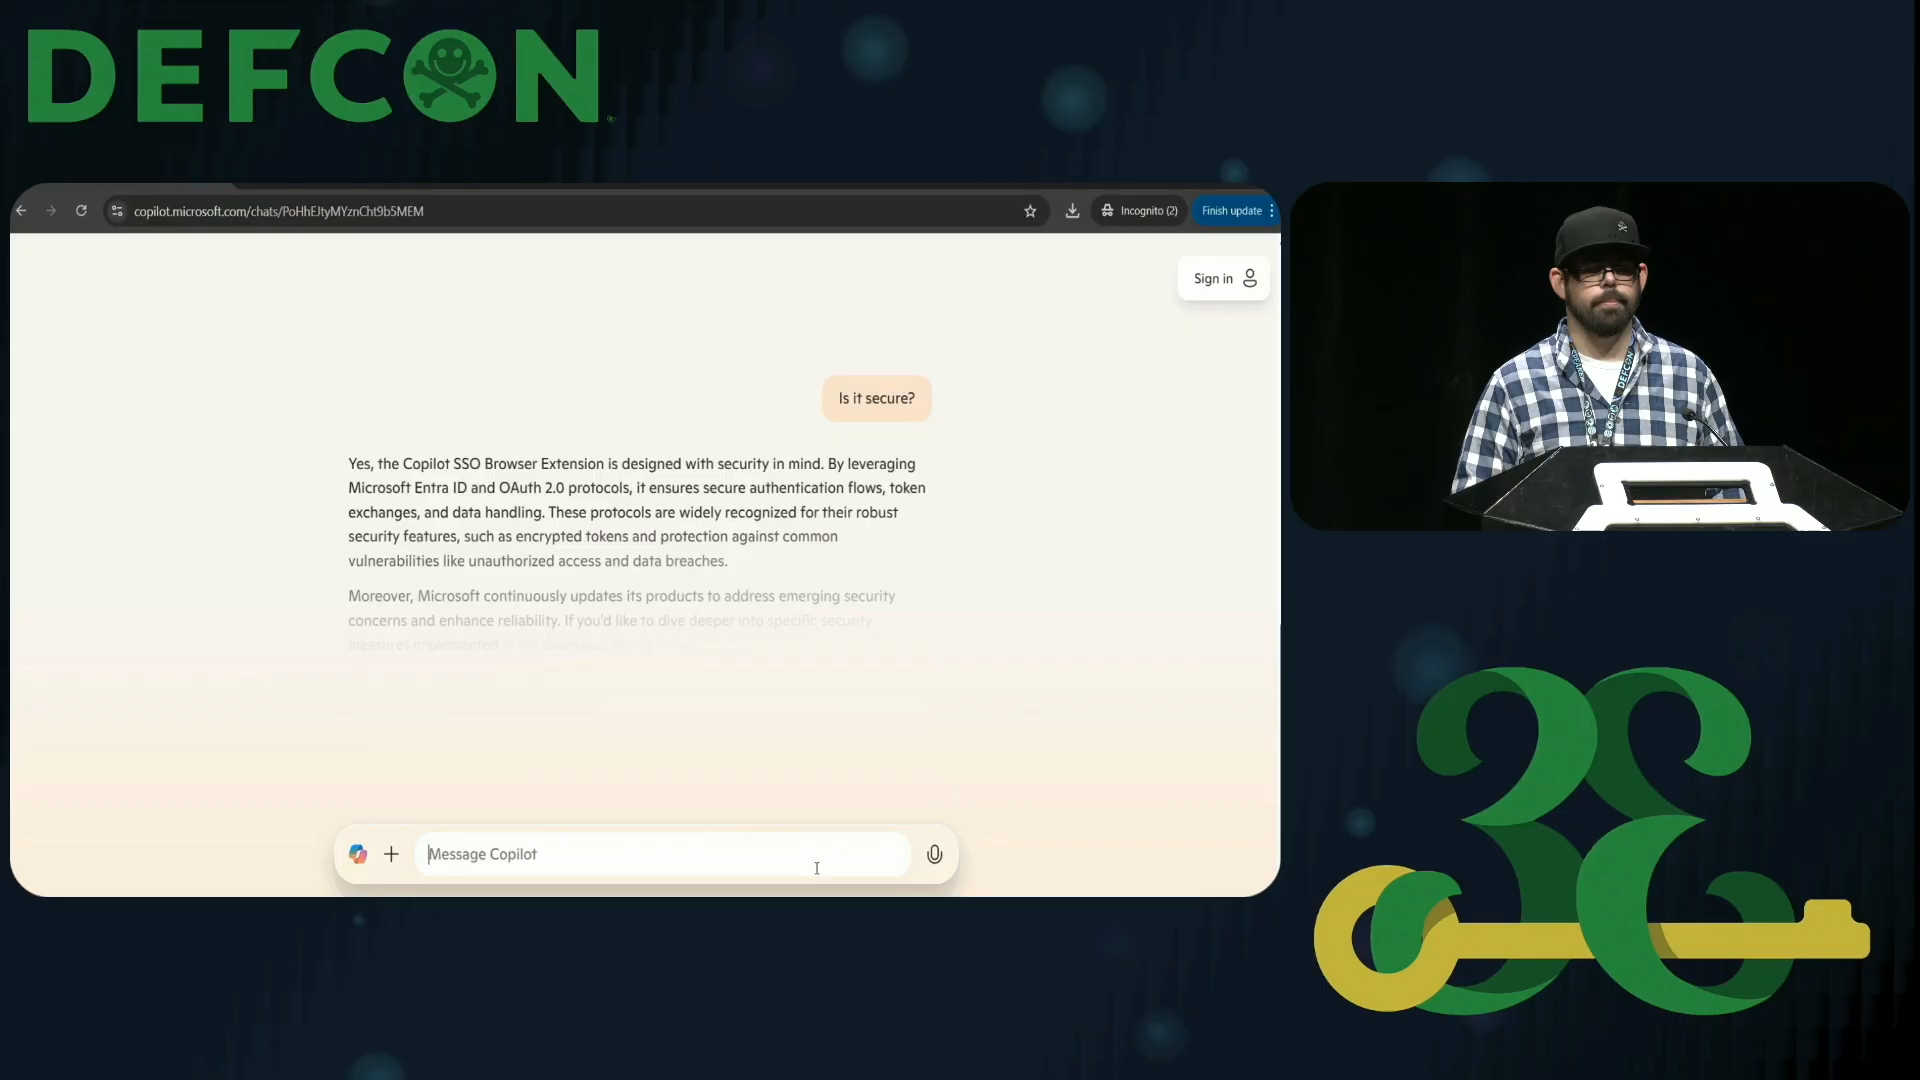 DEFCON
copilot.microsoft.com/chats/PoHhEJtyMYznCht9b5MEM
Incognito (2)
Finish update
Sign in
Is it secure?
Yes, the Copilot SSO Browser Extension is designed with security in mind. By leveraging
Microsoft Entra ID and OAuth 2.0 protocols, it ensures secure authentication flows, token
exchanges, and data handling. These protocols are widely recognized for their robust
security features, such as encrypted tokens and protection against common
vulnerabilities like unauthorized access and data breaches.
Moreover, Microsoft continuously updates its products to address emerging security
concerns and enhance reliability. If you'd like to dive deeper into specific security
measures implemented
Message Copilot
DEFCON